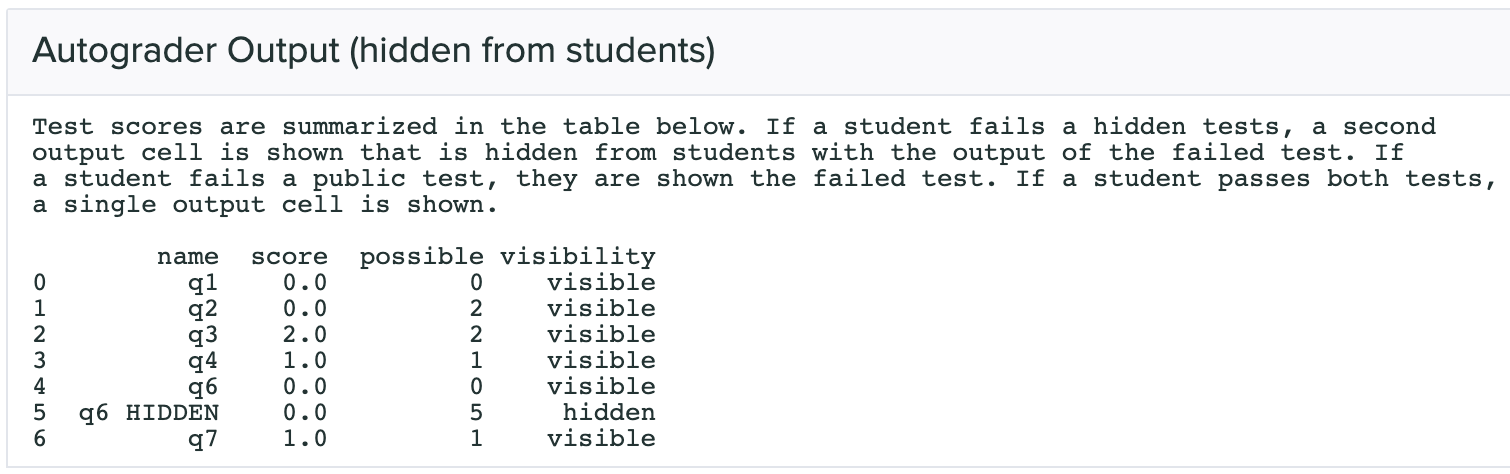 Autograder Output (hidden from students)
Test scores are summarized in the table below. If a student fails a hidden tests, a second
output cell is shown that is hidden from students with the output of the failed test. If
a student fails a public test, they are shown the failed test. If a student passes both tests,
a single output cell is shown.
name score possible visibility
0 q1 0.0 0 visible
1 q2 0.0 2 visible
2 q3 2.0 2 visible
3 q4 1.0 1 visible
4 q6 0.0 0 visible
5 q6 HIDDEN 0.0 5 hidden
6 q7 1.0 1 visible